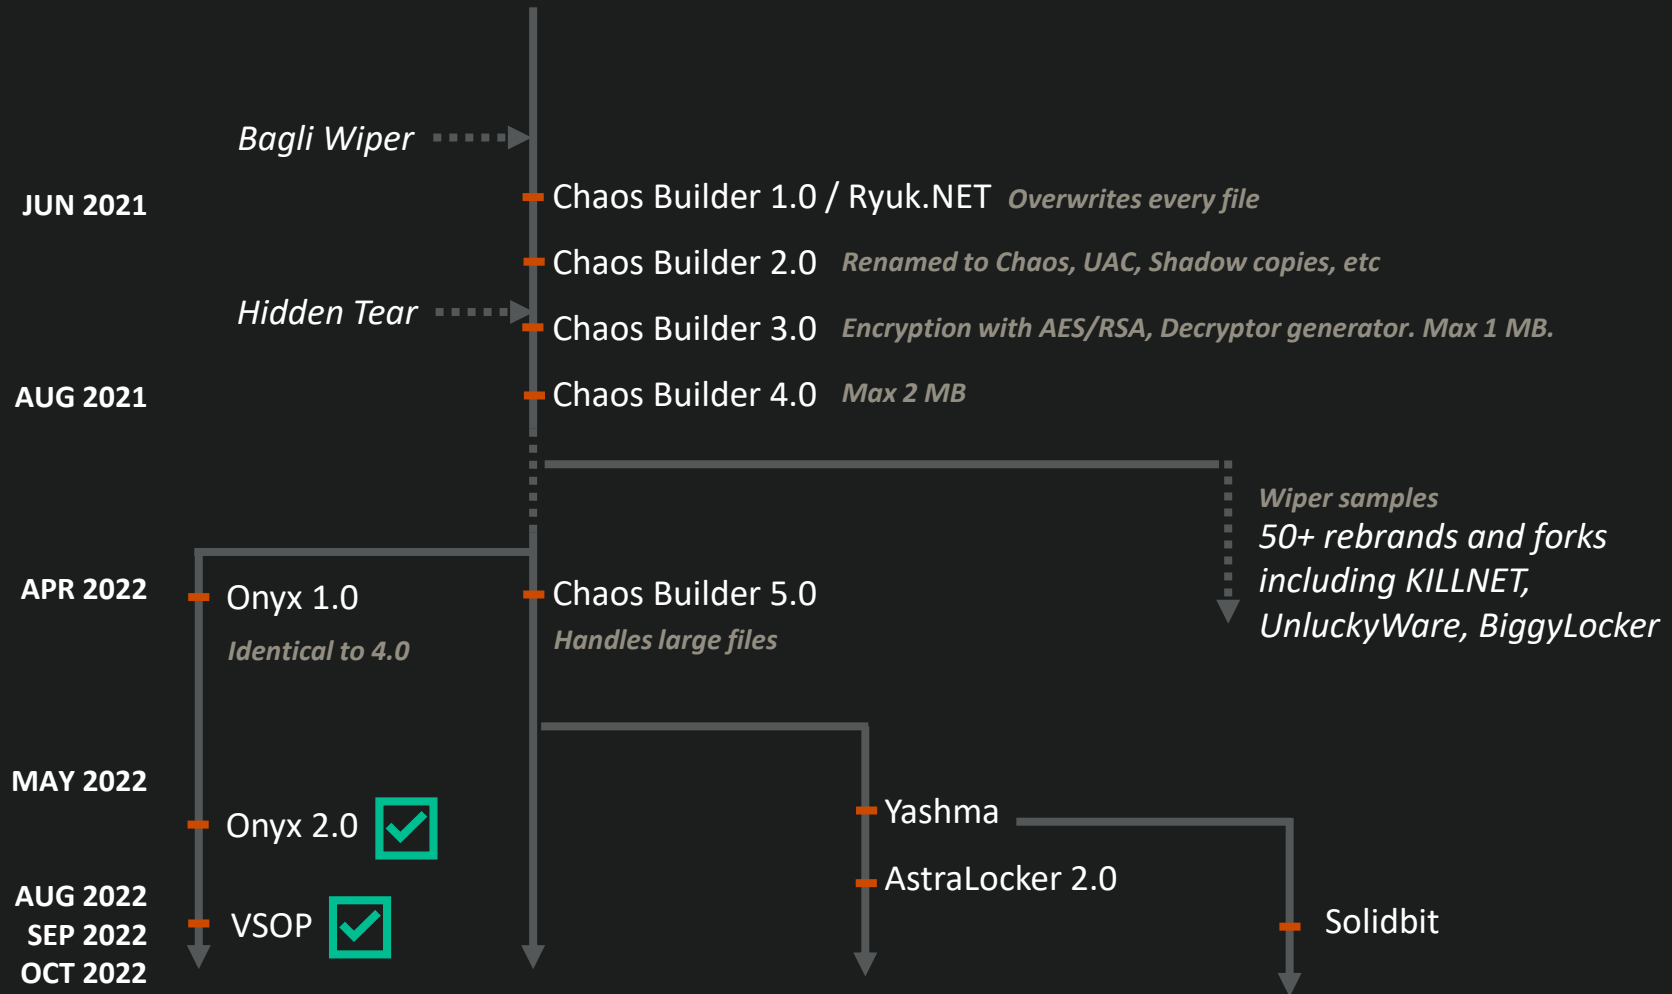 Bagli Wiper
JUN 2021
Chaos Builder 1.0 / Ryuk.NET Overwrites every file
Chaos Builder 2.0 Renamed to Chaos, UAC, Shadow copies, etc
Hidden Tear
Chaos Builder 3.0 Encryption with AES/RSA, Decryptor generator. Max 1 MB.
AUG 2021
Chaos Builder 4.0 Max 2 MB
Wiper samples
50+ rebrands and forks
including KILLNET,
UnluckyWare, BiggyLocker
APR 2022
Onyx 1.0
Identical to 4.0
Chaos Builder 5.0
Handles large files
MAY 2022
Onyx 2.0
Yashma
AstraLocker 2.0
AUG 2022
SEP 2022
VSOP
Solidbit
OCT 2022